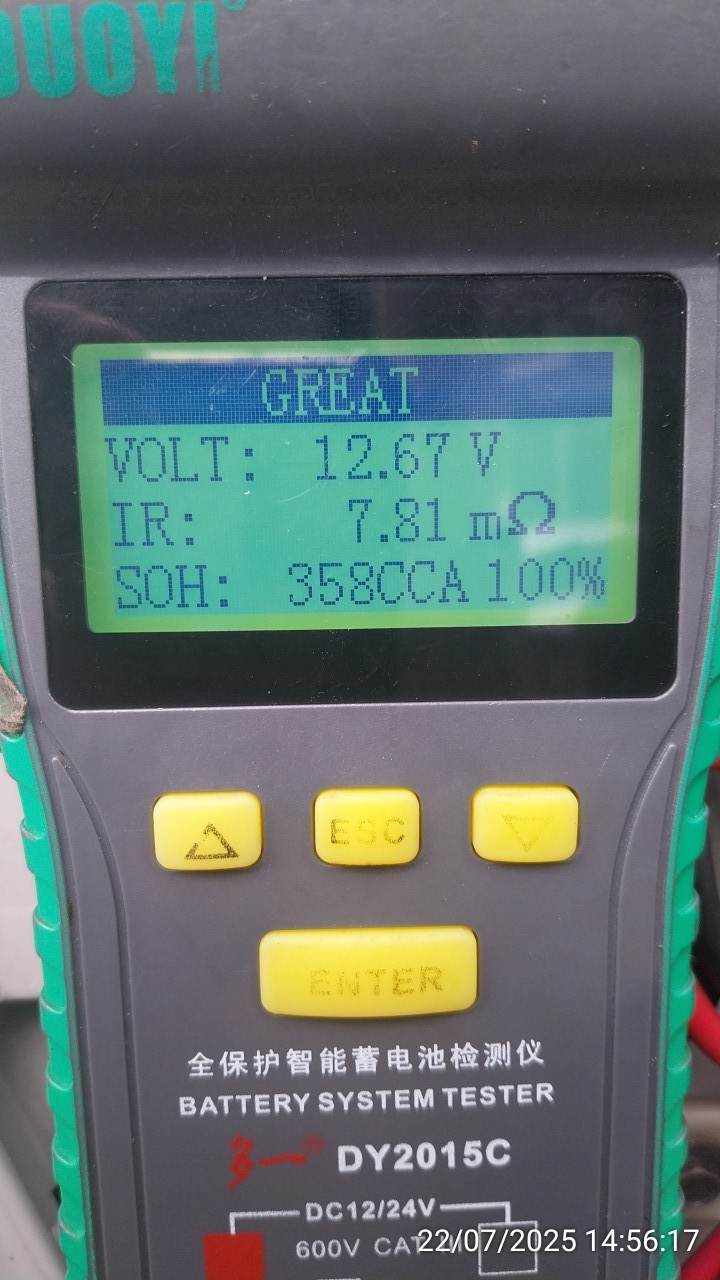 UOYI®
GREAT
VOLT: 12.67 V
IR: 7.81 mΩ
SOH: 358CCA 100%
ESC
ENTER
全保护智能蓄电池检测仪
BATTERY SYSTEM TESTER
多一® DY2015C
DC12/24V
600V CAT
22/07/2025 14:56:17